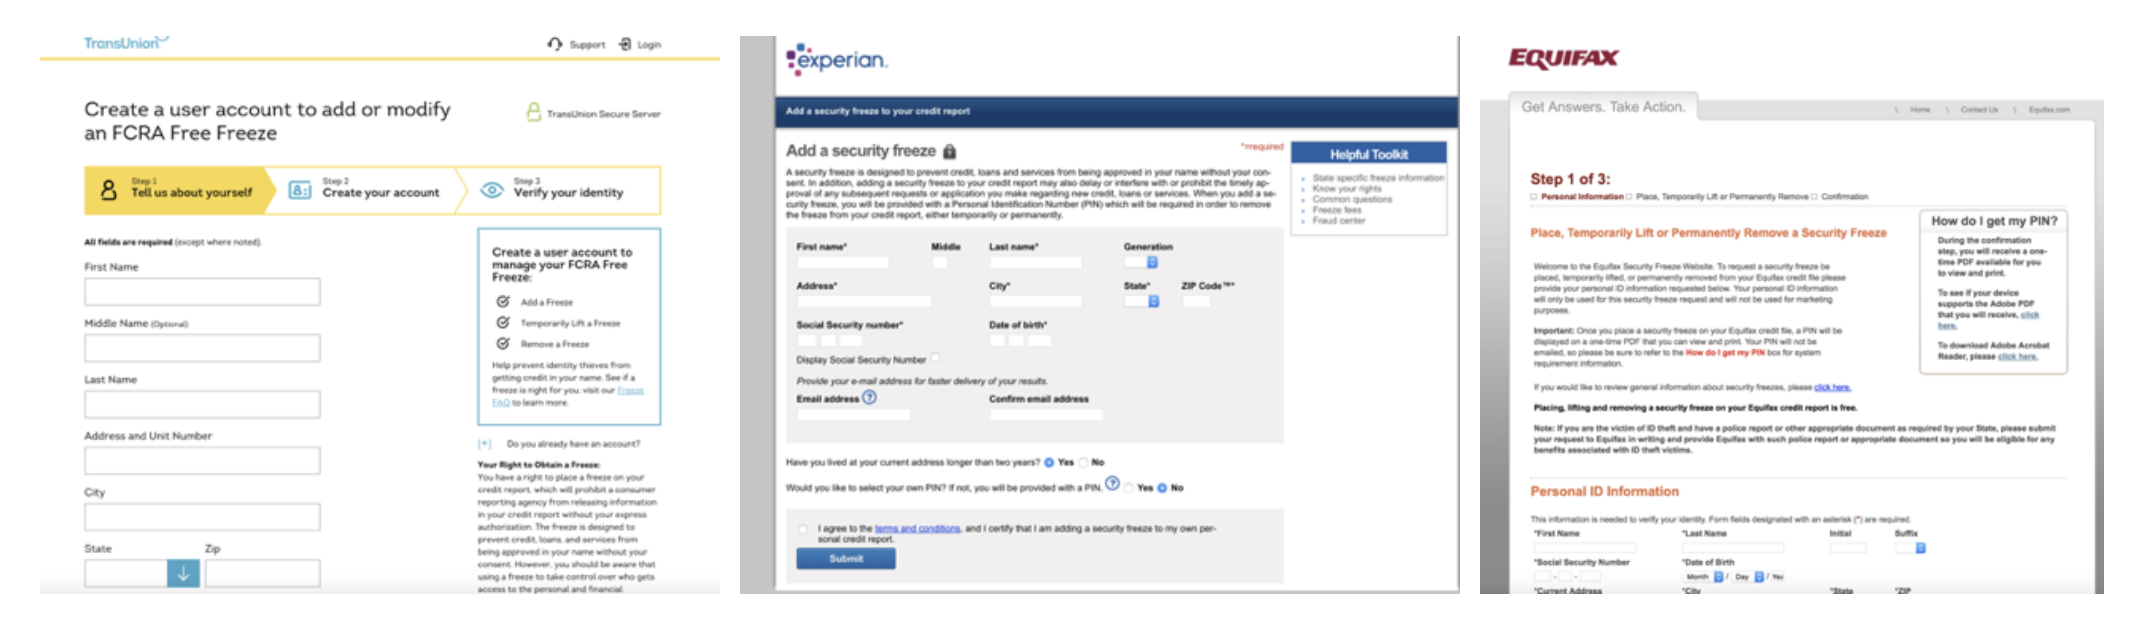 TransUnion
Support
Login
Create a user account to add or modify
an FCRA Free Freeze
TransUnion Secure Server
Step 1
Tell us about yourself
Step 2
Create your account
Step 3
Verify your identity
All fields are required (except where noted).
First Name
Middle Name (Optional)
Last Name
Address and Unit Number
City
State
Zip
Create a user account to
manage your FCRA Free
Freeze:
Add a Freeze
Temporarily Lift a Freeze
Remove a Freeze
Help prevent identity thieves from
getting credit in your name. See if a
freeze is right for you. visit our Freeze
FAQ to learn more.
[+] Do you already have an account?
Your Right to Obtain a Freeze:
You have a right to place a freeze on your
credit report, which will prohibit a consumer
reporting agency from releasing information
in your credit report without your express
authorization. The freeze is designed to
prevent credit, loans, and services from
being approved in your name without your
consent. However, you should be aware that
using a freeze to take control over who gets
access to the personal and financial
experian.
Add a security freeze to your credit report
Add a security freeze
*=required
A security freeze is designed to prevent credit, loans and services from being approved in your name without your con-
sent. In addition, adding a security freeze to your credit report may also delay or interfere with or prohibit the timely ap-
proval of any subsequent requests or application you make regarding new credit, loans or services. When you add a se-
curity freeze, you will be provided with a Personal Identification Number (PIN) which will be required in order to remove
the freeze from your credit report, either temporarily or permanently.
First name*
Middle
Last name*
Generation
Address*
City*
State*
ZIP Code™*
Social Security number*
Date of birth*
Display Social Security Number
Provide your e-mail address for faster delivery of your results.
Email address ?
Confirm email address
Have you lived at your current address longer than two years? Yes No
Would you like to select your own PIN? If not, you will be provided with a PIN. ? Yes No
I agree to the terms and conditions, and I certify that I am adding a security freeze to my own per-
sonal credit report.
Submit
Helpful Toolkit
State specific freeze information
Know your rights
Common questions
Freeze fees
Fraud center
EQUIFAX
Get Answers. Take Action.
\ Home \ Contact Us \ Equifax.com
Step 1 of 3:
Personal Information Place, Temporarily Lift or Permanently Remove Confirmation
Place, Temporarily Lift or Permanently Remove a Security Freeze
Welcome to the Equifax Security Freeze Website. To request a security freeze be
placed, temporarily lifted, or permanently removed from your Equifax credit file please
provide your personal ID information requested below. Your personal ID information
will only be used for this security freeze request and will not be used for marketing
purposes.
Important: Once you place a security freeze on your Equifax credit file, a PIN will be
displayed on a one-time PDF that you can view and print. Your PIN will not be
emailed, so please be sure to refer to the How do I get my PIN box for system
requirement information.
If you would like to review general information about security freezes, please click here.
Placing, lifting and removing a security freeze on your Equifax credit report is free.
Note: If you are the victim of ID theft and have a police report or other appropriate document as required by your State, please submit
your request to Equifax in writing and provide Equifax with such police report or appropriate document so you will be eligible for any
benefits associated with ID theft victims.
How do I get my PIN?
During the confirmation
step, you will receive a one-
time PDF available for you
to view and print.
To see if your device
supports the Adobe PDF
that you will receive, click
here.
To download Adobe Acrobat
Reader, please click here.
Personal ID Information
This information is needed to verify your identity. Form fields designated with an asterisk (*) are required.
*First Name
*Last Name
Initial
Suffix
*Social Security Number
*Date of Birth
- -
Month / Day / Yea
*Current Address
*City
*State
*ZIP